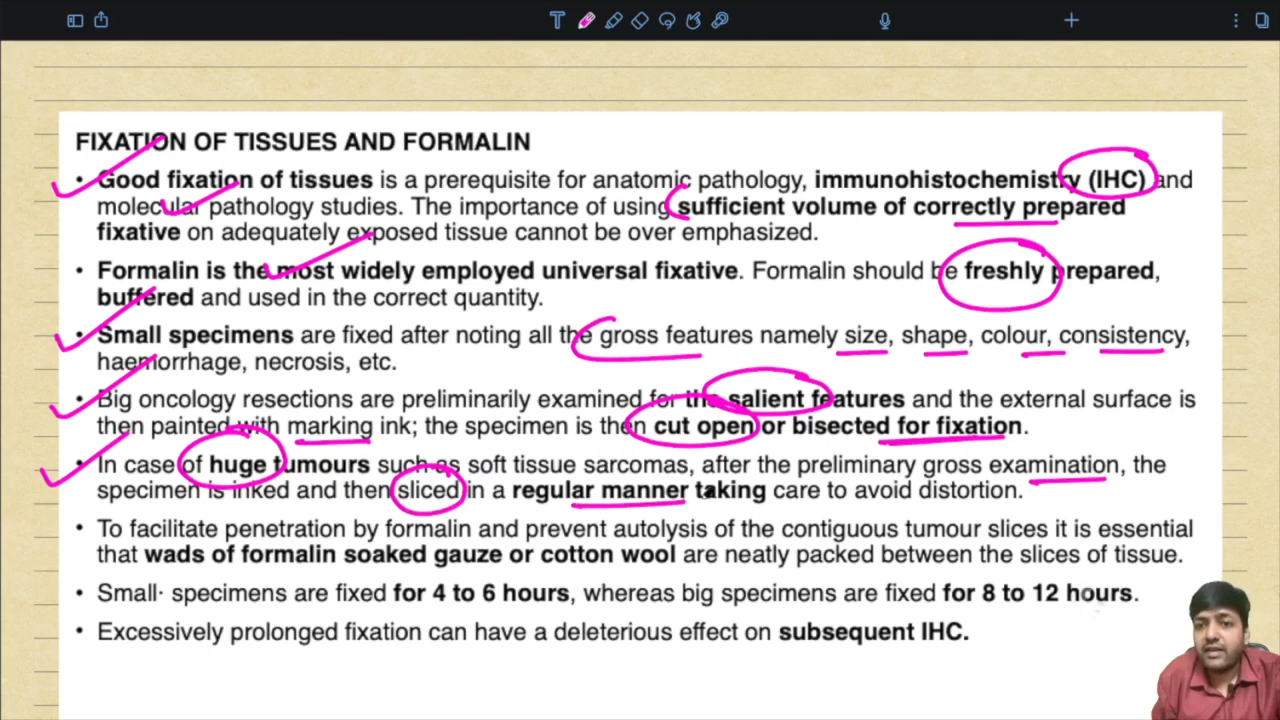 FIXATION OF TISSUES AND FORMALIN
• Good fixation of tissues is a prerequisite for anatomic pathology, immunohistochemistry (IHC) and
molecular pathology studies. The importance of using sufficient volume of correctly prepared
fixative on adequately exposed tissue cannot be over emphasized.
• Formalin is the most widely employed universal fixative. Formalin should be freshly prepared,
buffered and used in the correct quantity.
• Small specimens are fixed after noting all the gross features namely size, shape, colour, consistency,
haemorrhage, necrosis, etc.
• Big oncology resections are preliminarily examined for the salient features and the external surface is
then painted with marking ink; the specimen is then cut open or bisected for fixation.
• In case of huge tumours such as soft tissue sarcomas, after the preliminary gross examination, the
specimen is inked and then sliced in a regular manner taking care to avoid distortion.
• To facilitate penetration by formalin and prevent autolysis of the contiguous tumour slices it is essential
that wads of formalin soaked gauze or cotton wool are neatly packed between the slices of tissue.
• Small· specimens are fixed for 4 to 6 hours, whereas big specimens are fixed for 8 to 12 hours.
• Excessively prolonged fixation can have a deleterious effect on subsequent IHC.